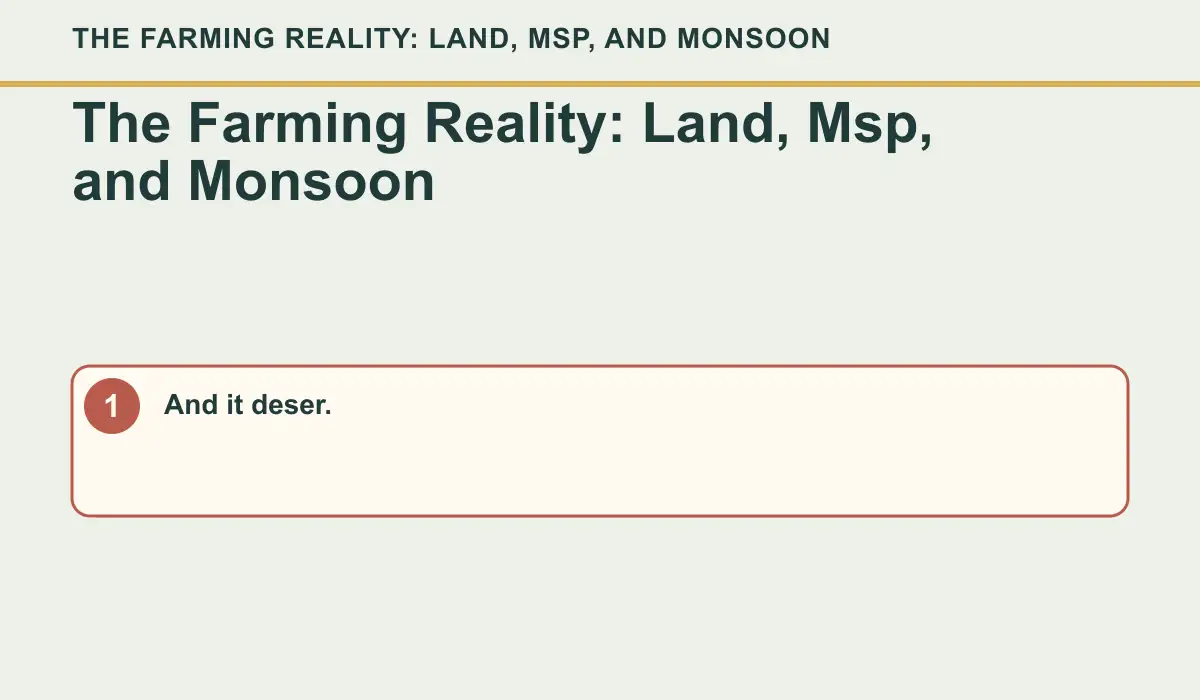 THE FARMING REALITY: LAND, MSP, AND MONSOON
The Farming Reality: Land, Msp,
and Monsoon
1 And it deser.